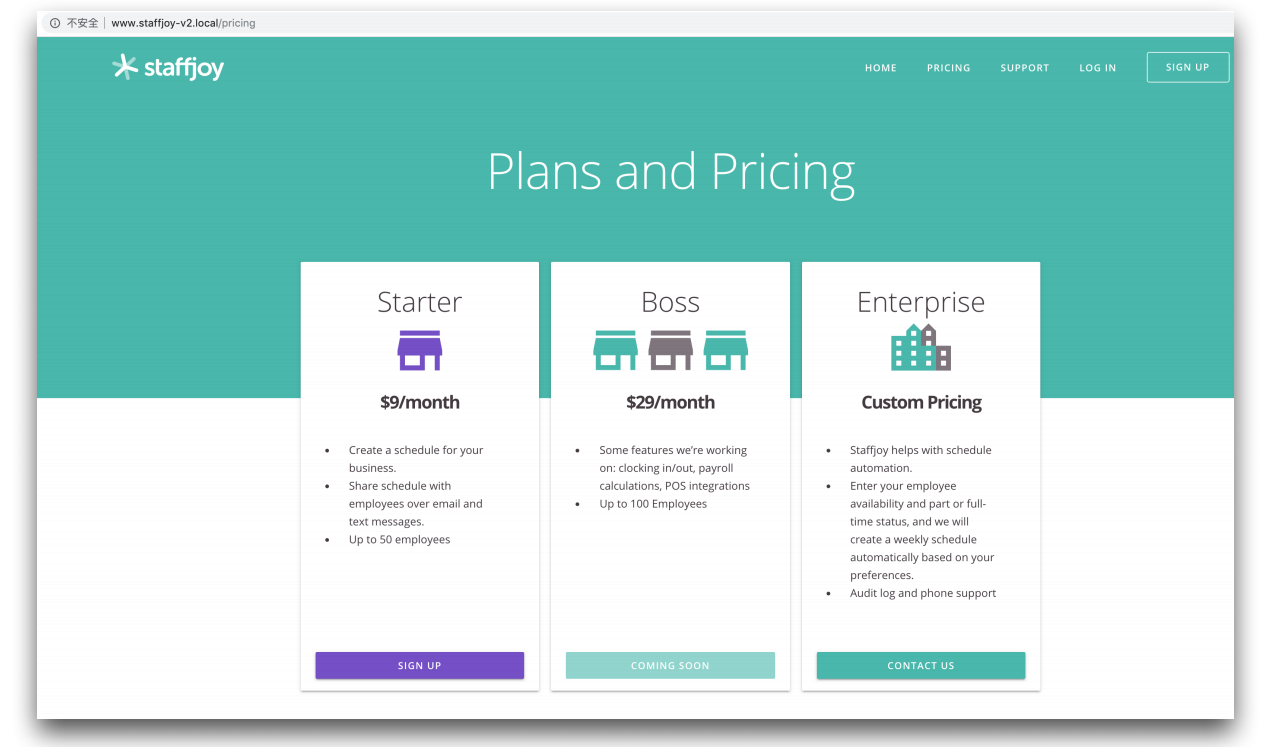 不安全 | www.staffjoy-v2.local/pricing
staffjoy
HOME PRICING SUPPORT LOG IN SIGN UP
Plans and Pricing
Starter
$9/month
• Create a schedule for your
business.
• Share schedule with
employees over email and
text messages.
• Up to 50 employees
SIGN UP
Boss
$29/month
• Some features we're working
on: clocking in/out, payroll
calculations, POS integrations
• Up to 100 Employees
COMING SOON
Enterprise
Custom Pricing
• Staffjoy helps with schedule
automation.
• Enter your employee
availability and part or full-
time status, and we will
create a weekly schedule
automatically based on your
preferences.
• Audit log and phone support
CONTACT US